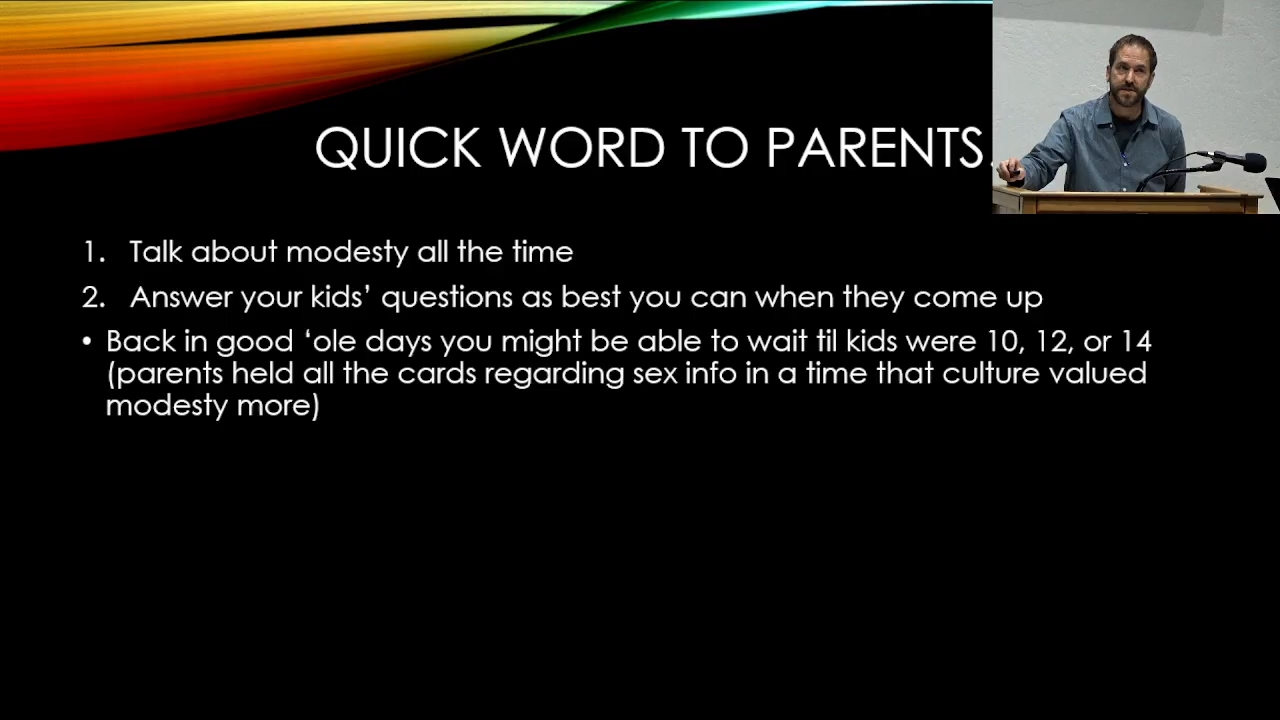 QUICK WORD TO PARENTS.
1. Talk about modesty all the time
2. Answer your kids’ questions as best you can when they come up
• Back in good ‘ole days you might be able to wait til kids were 10, 12, or 14
(parents held all the cards regarding sex info in a time that culture valued
modesty more)